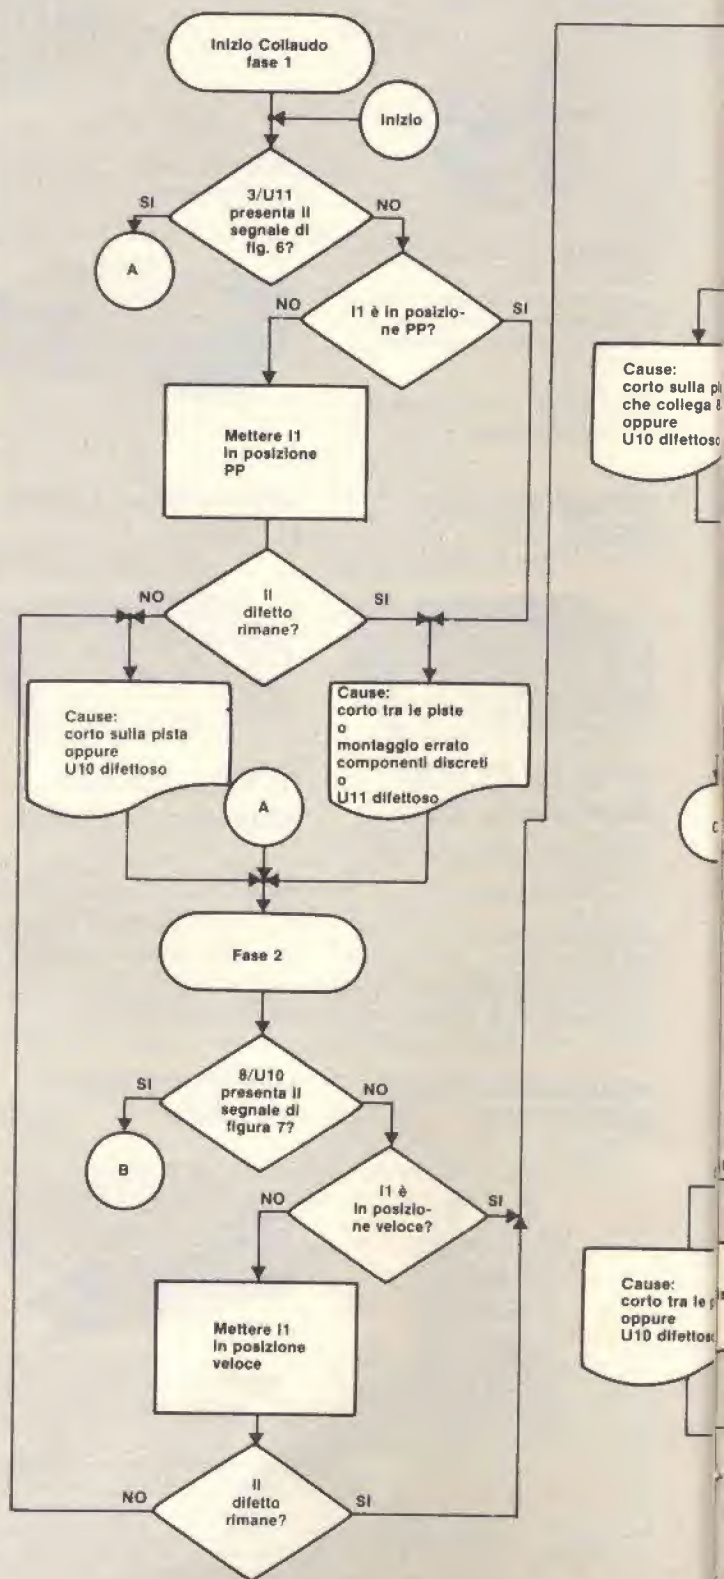 Inizio Collaudo
fase 1
Inizio
3/U11
presenta il
segnale di
fig. 6?
SI
NO
A
I1 è in posizio-
ne PP?
NO
SI
Mettere I1
in posizione
PP
Il
difetto
rimane?
NO
SI
Cause:
corto sulla pista
oppure
U10 difettoso
Cause:
corto tra le piste
o
montaggio errato
componenti discreti
o
U11 difettoso
A
Fase 2
8/U10
presenta il
segnale di
figura 7?
SI
NO
B
I1 è
in posizio-
ne veloce?
NO
SI
Mettere I1
in posizione
veloce
Il
difetto
rimane?
NO
SI
Cause:
corto sulla
che collega
oppure
U10
Cause:
corto tra le
oppure
U10